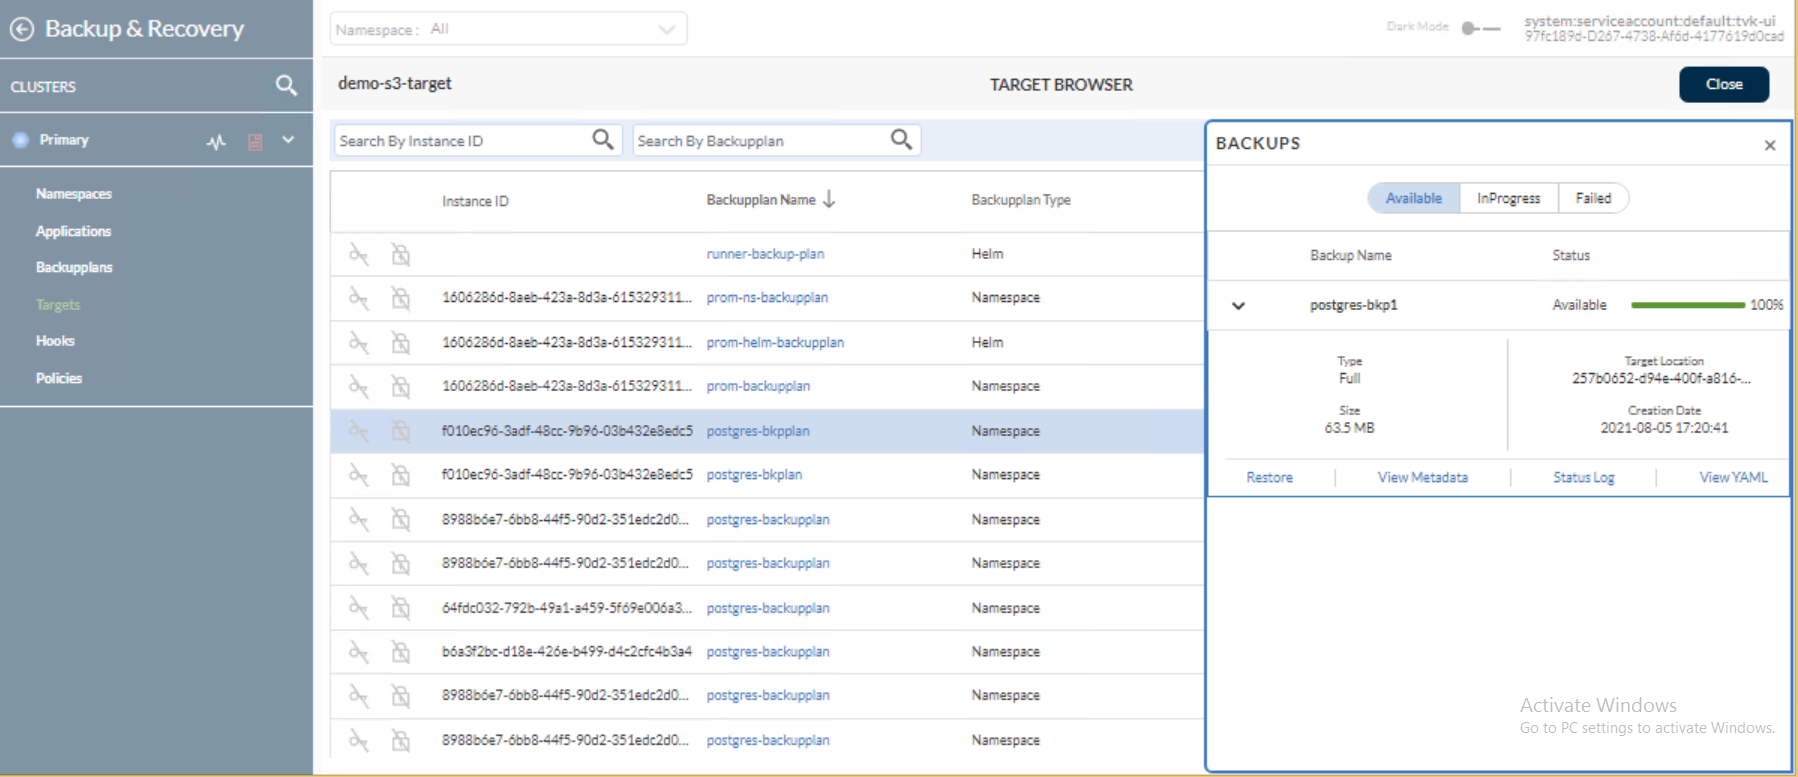 Backup & Recovery
Namespace : All
Dark Mode
system:serviceaccount:default:tvk-ui
97fc189d-D267-4738-Af6d-4177619d0cad
CLUSTERS
demo-s3-target
TARGET BROWSER
Close
Primary
Search By Instance ID
Search By Backupplan
BACKUPS
Namespaces
Applications
Backupplans
Targets
Hooks
Policies
Instance ID Backupplan Name Backupplan Type
runner-backup-plan Helm
1606286d-8aeb-423a-8d3a-615329311... prom-ns-backupplan Namespace
1606286d-8aeb-423a-8d3a-615329311... prom-helm-backupplan Helm
1606286d-8aeb-423a-8d3a-615329311... prom-backupplan Namespace
f010ec96-3adf-48cc-9b96-03b432e8edc5 postgres-bkpplan Namespace
f010ec96-3adf-48cc-9b96-03b432e8edc5 postgres-bkplan Namespace
8988b6e7-6bb8-44f5-90d2-351edc2d0... postgres-backupplan Namespace
8988b6e7-6bb8-44f5-90d2-351edc2d0... postgres-backupplan Namespace
64fdc032-792b-49a1-a459-5f69e006a3... postgres-backupplan Namespace
b6a3f2bc-d18e-426e-b499-d4c2cfc4b3a4 postgres-backupplan Namespace
8988b6e7-6bb8-44f5-90d2-351edc2d0... postgres-backupplan Namespace
8988b6e7-6bb8-44f5-90d2-351edc2d0... postgres-backupplan Namespace
Available InProgress Failed
Backup Name Status
postgres-bkp1 Available 100%
Type
Full
Size
63.5 MB
Target Location
257b0652-d94e-400f-a816-...
Creation Date
2021-08-05 17:20:41
Restore View Metadata Status Log View YAML
Activate Windows
Go to PC settings to activate Windows.